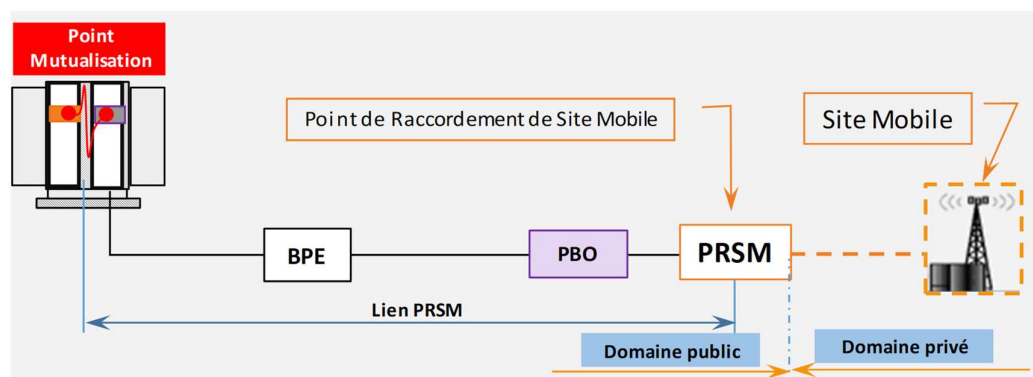 Point
Mutualisation
Point de Raccordement de Site Mobile
Site Mobile
BPE
PBO
PRSM
Lien PRSM
Domaine public
Domaine privé